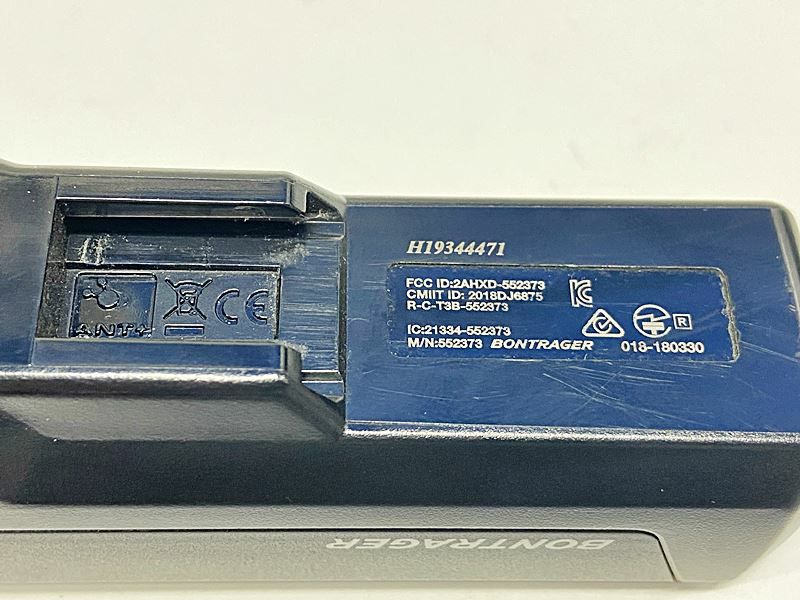 H19344471
FCC ID:2AHXD-552373
CMIIT ID: 2018DJ6875
R-C-T3B-552373
IC:21334-552373
M/N:552373 BONTRAGER
R
018-180330
ANT+
CE
BONTRAGER